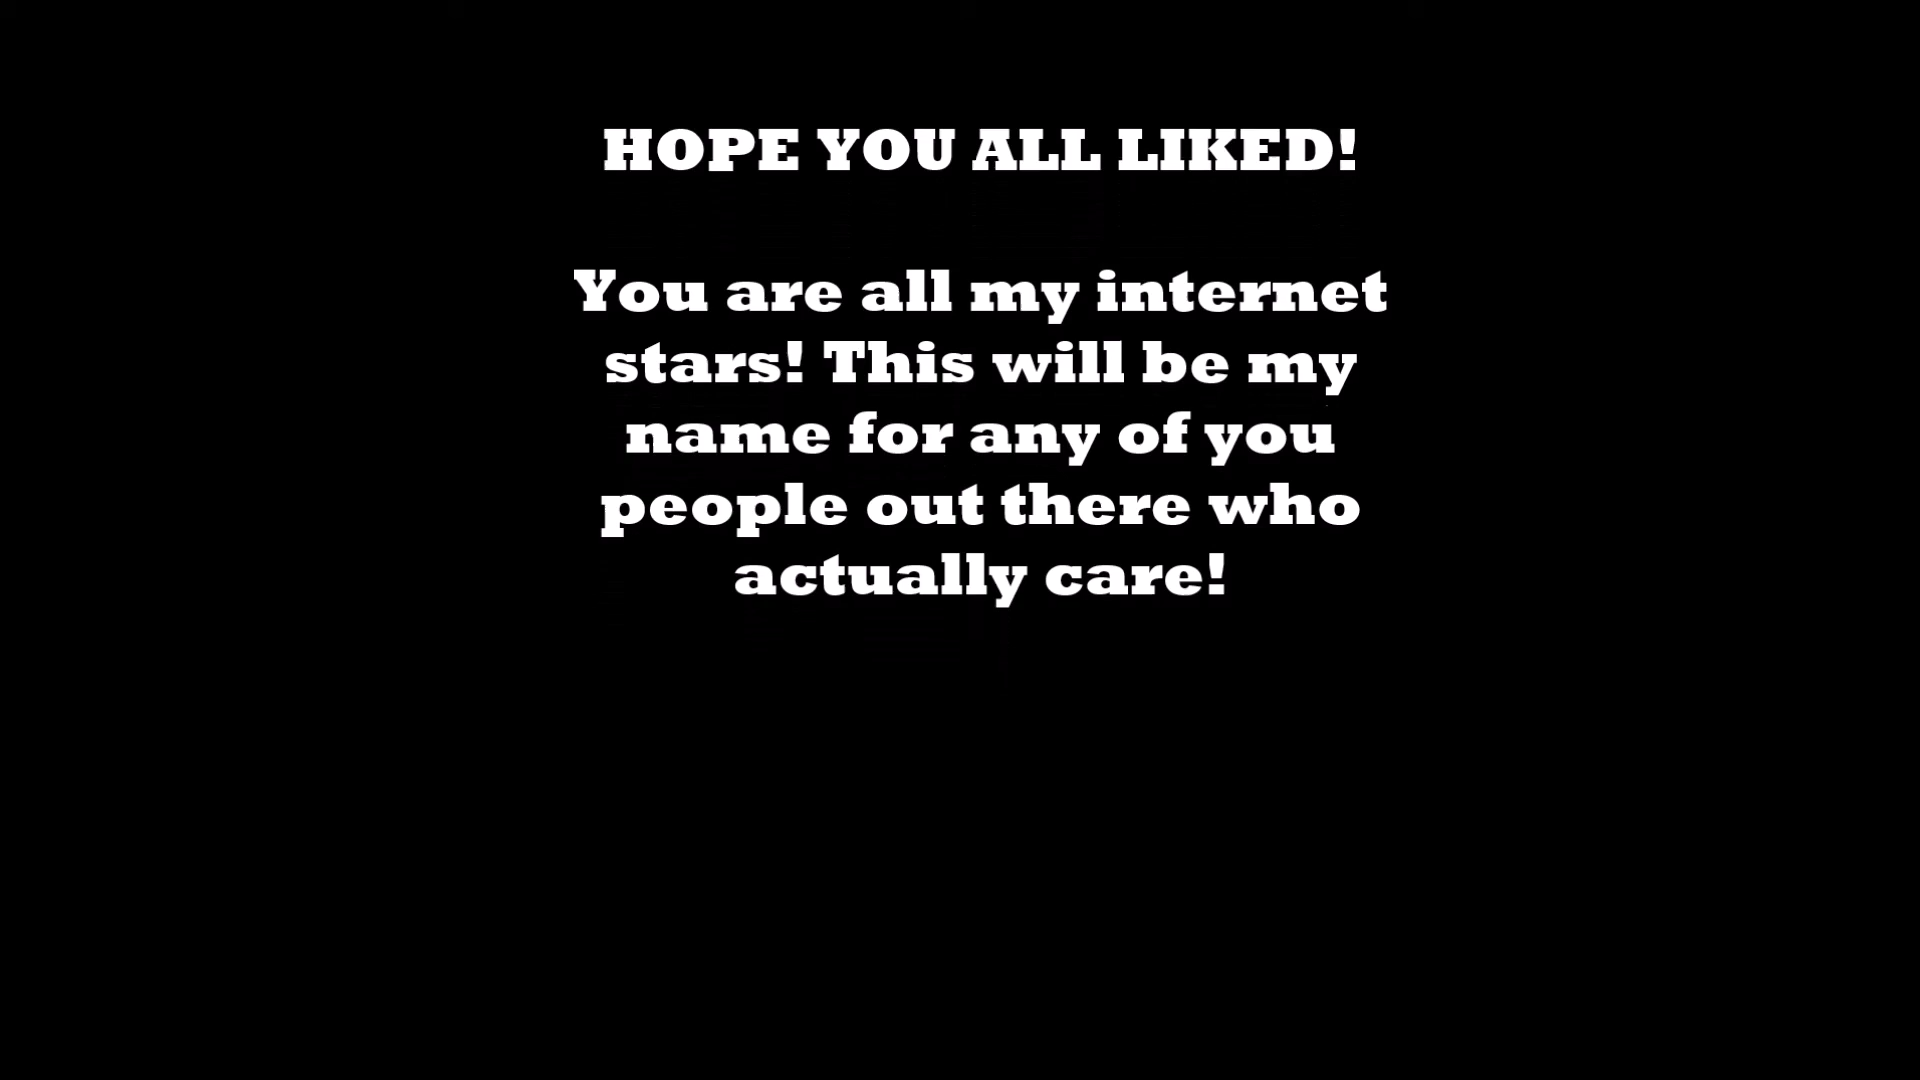 HOPE YOU ALL LIKED!
You are all my internet
stars! This will be my
name for any of you
people out there who
actually care!